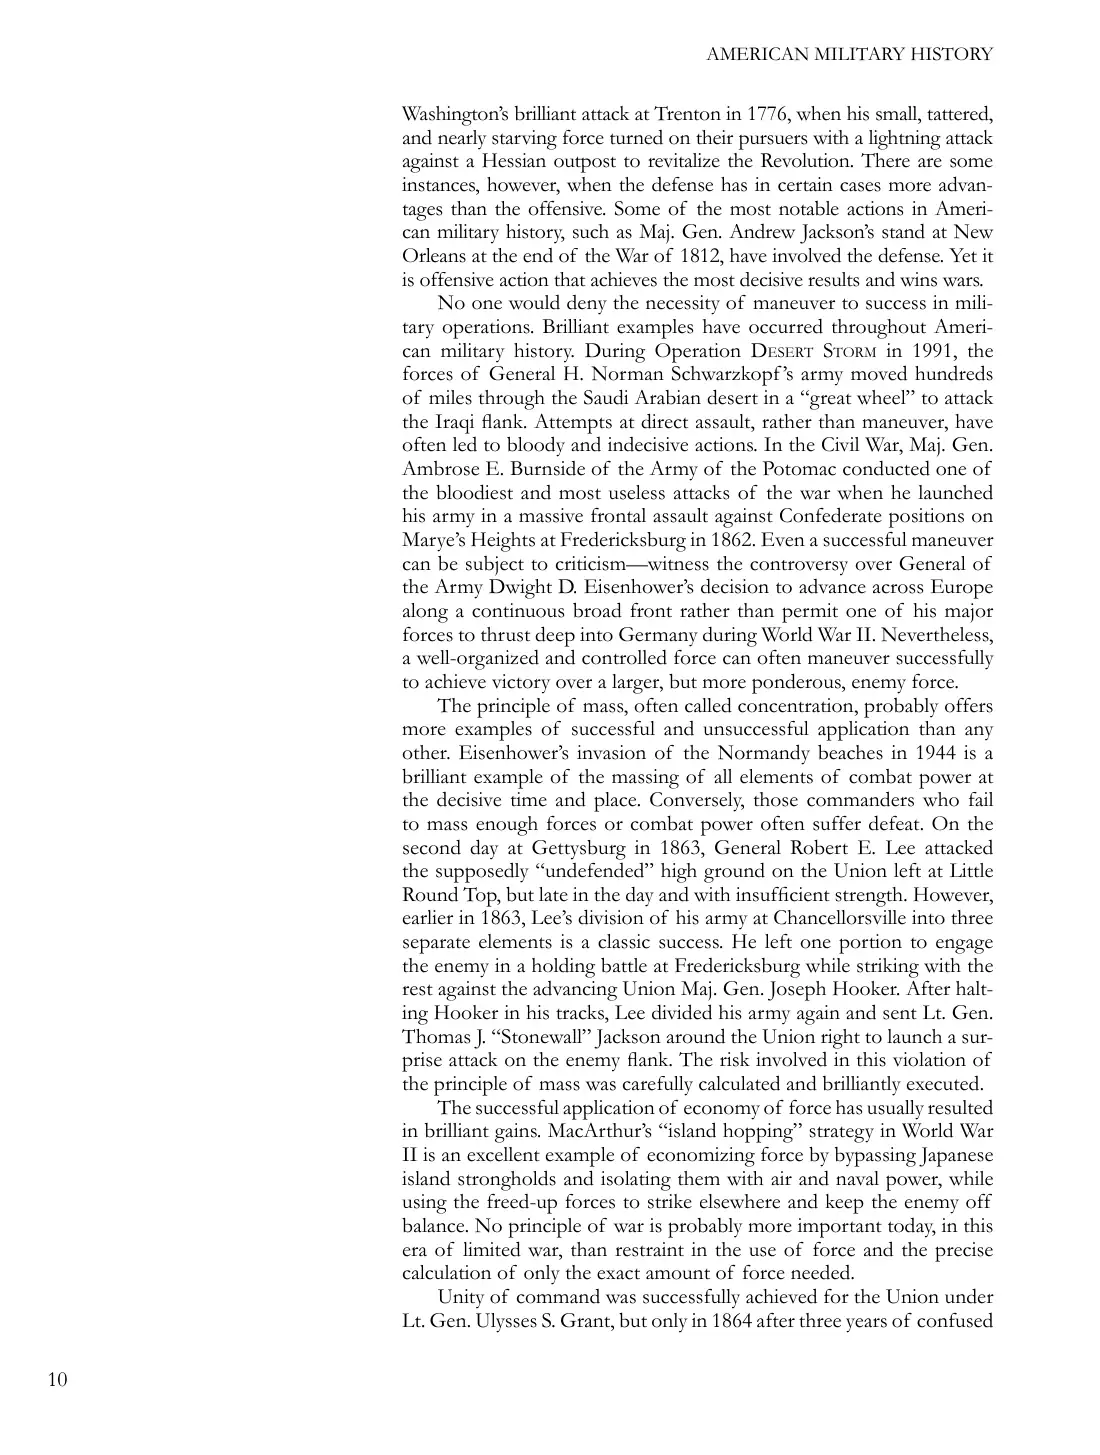 AMERICAN MILITARY HISTORY
Washington’s brilliant attack at Trenton in 1776, when his small, tattered,
and nearly starving force turned on their pursuers with a lightning attack
against a Hessian outpost to revitalize the Revolution. There are some
instances, however, when the defense has in certain cases more advan-
tages than the offensive. Some of the most notable actions in Ameri-
can military history, such as Maj. Gen. Andrew Jackson’s stand at New
Orleans at the end of the War of 1812, have involved the defense. Yet it
is offensive action that achieves the most decisive results and wins wars.
No one would deny the necessity of maneuver to success in mili-
tary operations. Brilliant examples have occurred throughout Ameri-
can military history. During Operation DESERT STORM in 1991, the
forces of General H. Norman Schwarzkopf’s army moved hundreds
of miles through the Saudi Arabian desert in a “great wheel” to attack
the Iraqi flank. Attempts at direct assault, rather than maneuver, have
often led to bloody and indecisive actions. In the Civil War, Maj. Gen.
Ambrose E. Burnside of the Army of the Potomac conducted one of
the bloodiest and most useless attacks of the war when he launched
his army in a massive frontal assault against Confederate positions on
Marye’s Heights at Fredericksburg in 1862. Even a successful maneuver
can be subject to criticism—witness the controversy over General of
the Army Dwight D. Eisenhower’s decision to advance across Europe
along a continuous broad front rather than permit one of his major
forces to thrust deep into Germany during World War II. Nevertheless,
a well-organized and controlled force can often maneuver successfully
to achieve victory over a larger, but more ponderous, enemy force.
The principle of mass, often called concentration, probably offers
more examples of successful and unsuccessful application than any
other. Eisenhower’s invasion of the Normandy beaches in 1944 is a
brilliant example of the massing of all elements of combat power at
the decisive time and place. Conversely, those commanders who fail
to mass enough forces or combat power often suffer defeat. On the
second day at Gettysburg in 1863, General Robert E. Lee attacked
the supposedly “undefended” high ground on the Union left at Little
Round Top, but late in the day and with insufficient strength. However,
earlier in 1863, Lee’s division of his army at Chancellorsville into three
separate elements is a classic success. He left one portion to engage
the enemy in a holding battle at Fredericksburg while striking with the
rest against the advancing Union Maj. Gen. Joseph Hooker. After halt-
ing Hooker in his tracks, Lee divided his army again and sent Lt. Gen.
Thomas J. “Stonewall” Jackson around the Union right to launch a sur-
prise attack on the enemy flank. The risk involved in this violation of
the principle of mass was carefully calculated and brilliantly executed.
The successful application of economy of force has usually resulted
in brilliant gains. MacArthur’s “island hopping” strategy in World War
II is an excellent example of economizing force by bypassing Japanese
island strongholds and isolating them with air and naval power, while
using the freed-up forces to strike elsewhere and keep the enemy off
balance. No principle of war is probably more important today, in this
era of limited war, than restraint in the use of force and the precise
calculation of only the exact amount of force needed.
Unity of command was successfully achieved for the Union under
Lt. Gen. Ulysses S. Grant, but only in 1864 after three years of confused
10